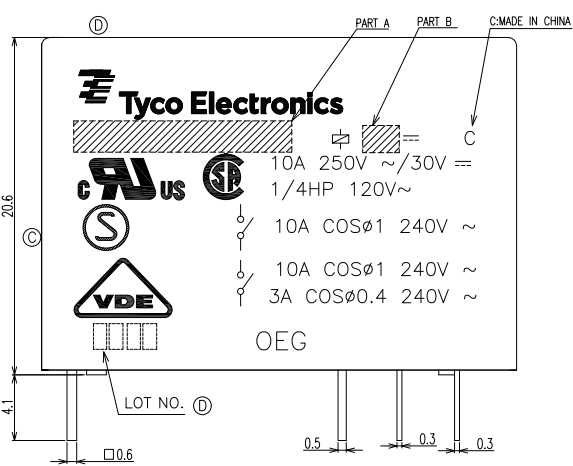 D
PART A
PART B
C:MADE IN CHINA
Tyco Electronics
C
10A 250V ~/30V
C UR US
SA
1/4HP 120V~
S
10A COSø1 240V ~
20.6
C
10A COSø1 240V ~
VDE
3A COSø0.4 240V ~
OEG
4.1
LOT NO. D
□0.6
0.5
0.3
0.3